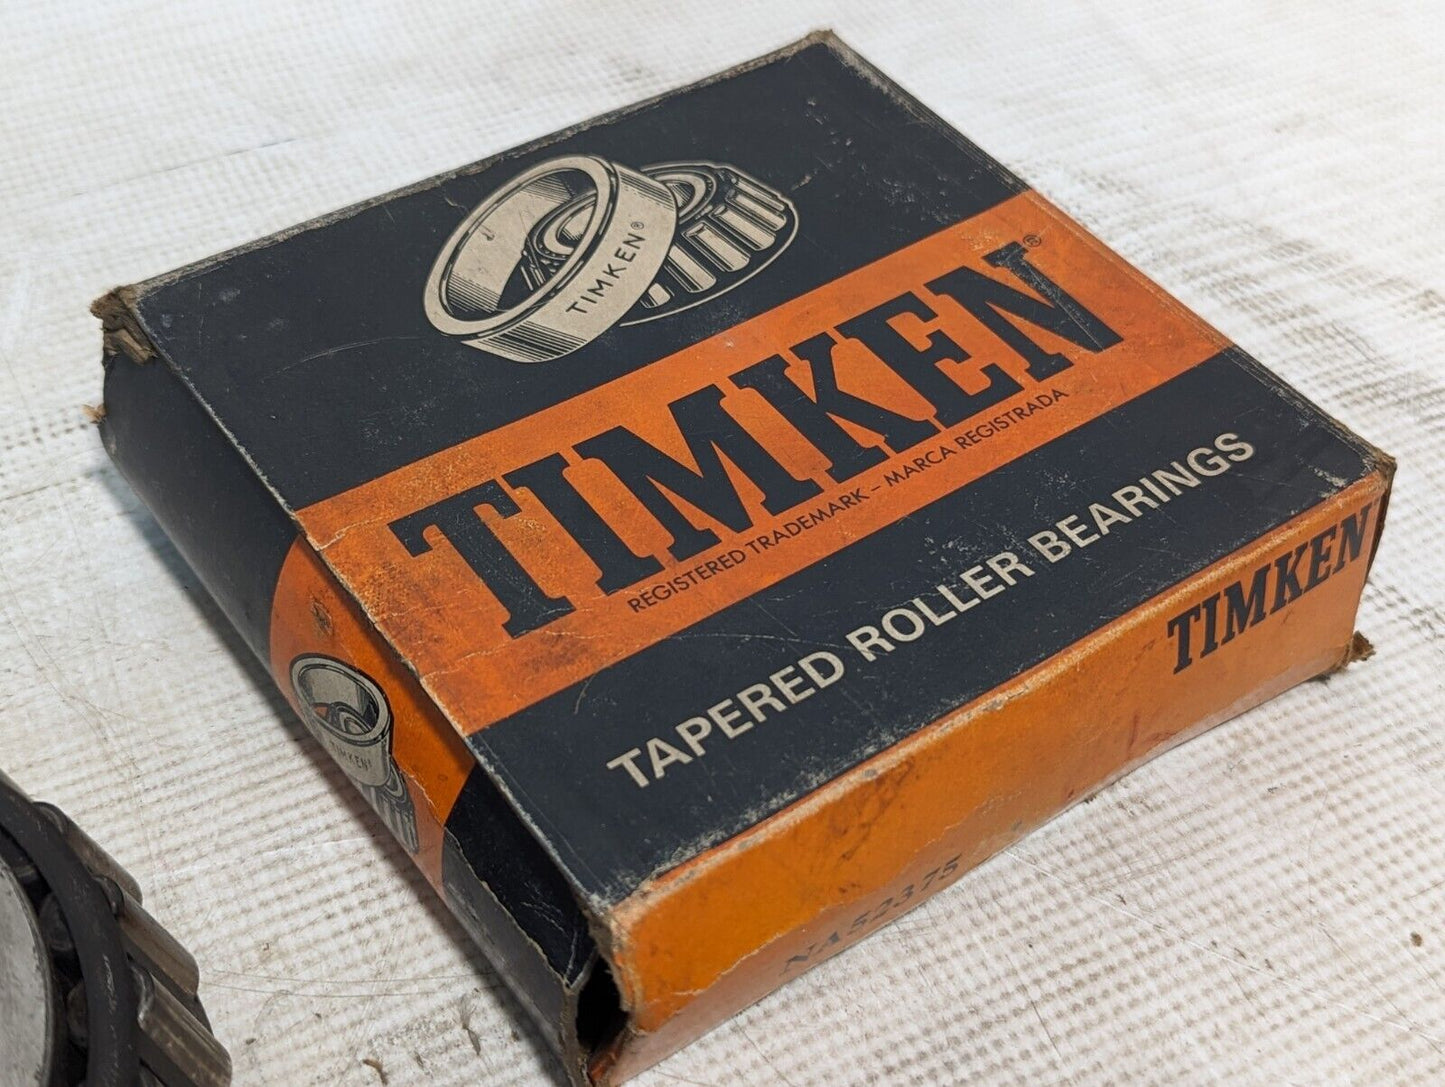 TIMKEN®
TIMKEN®
REGISTERED TRADEMARK - MARCA REGISTRADA
TAPERED ROLLER BEARINGS
TIMKEN®
TIMKEN
NA52375